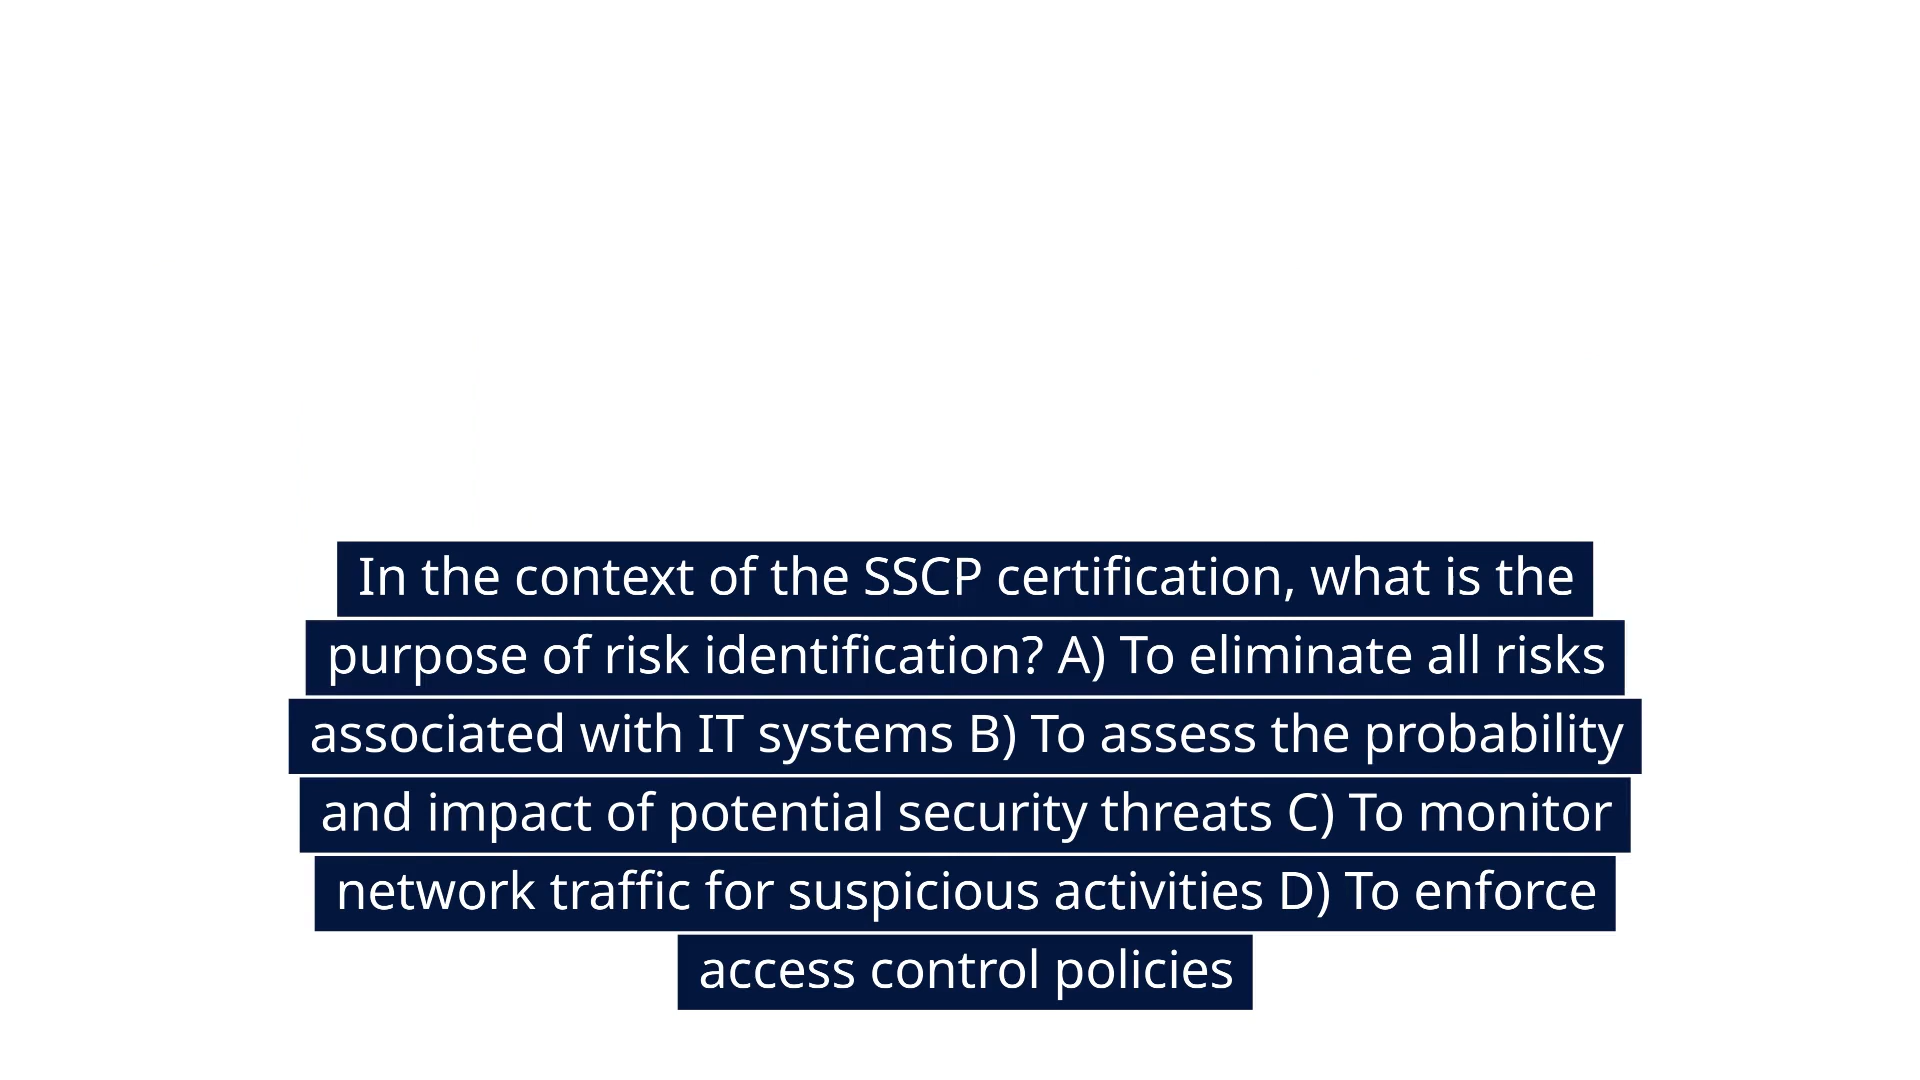 In the context of the SSCP certification, what is the
purpose of risk identification? A) To eliminate all risks
associated with IT systems B) To assess the probability
and impact of potential security threats C) To monitor
network traffic for suspicious activities D) To enforce
access control policies